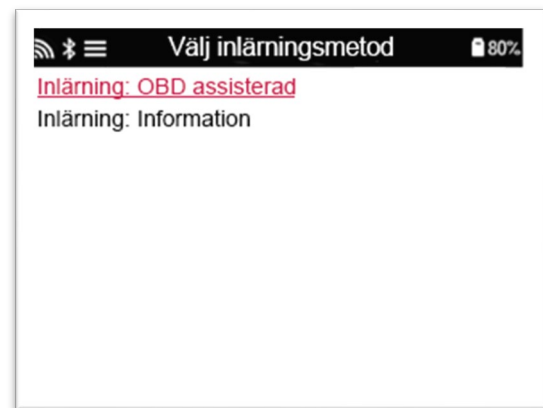 Välj inlärningsmetod 80%
Inlärning: OBD assisterad
Inlärning: Information